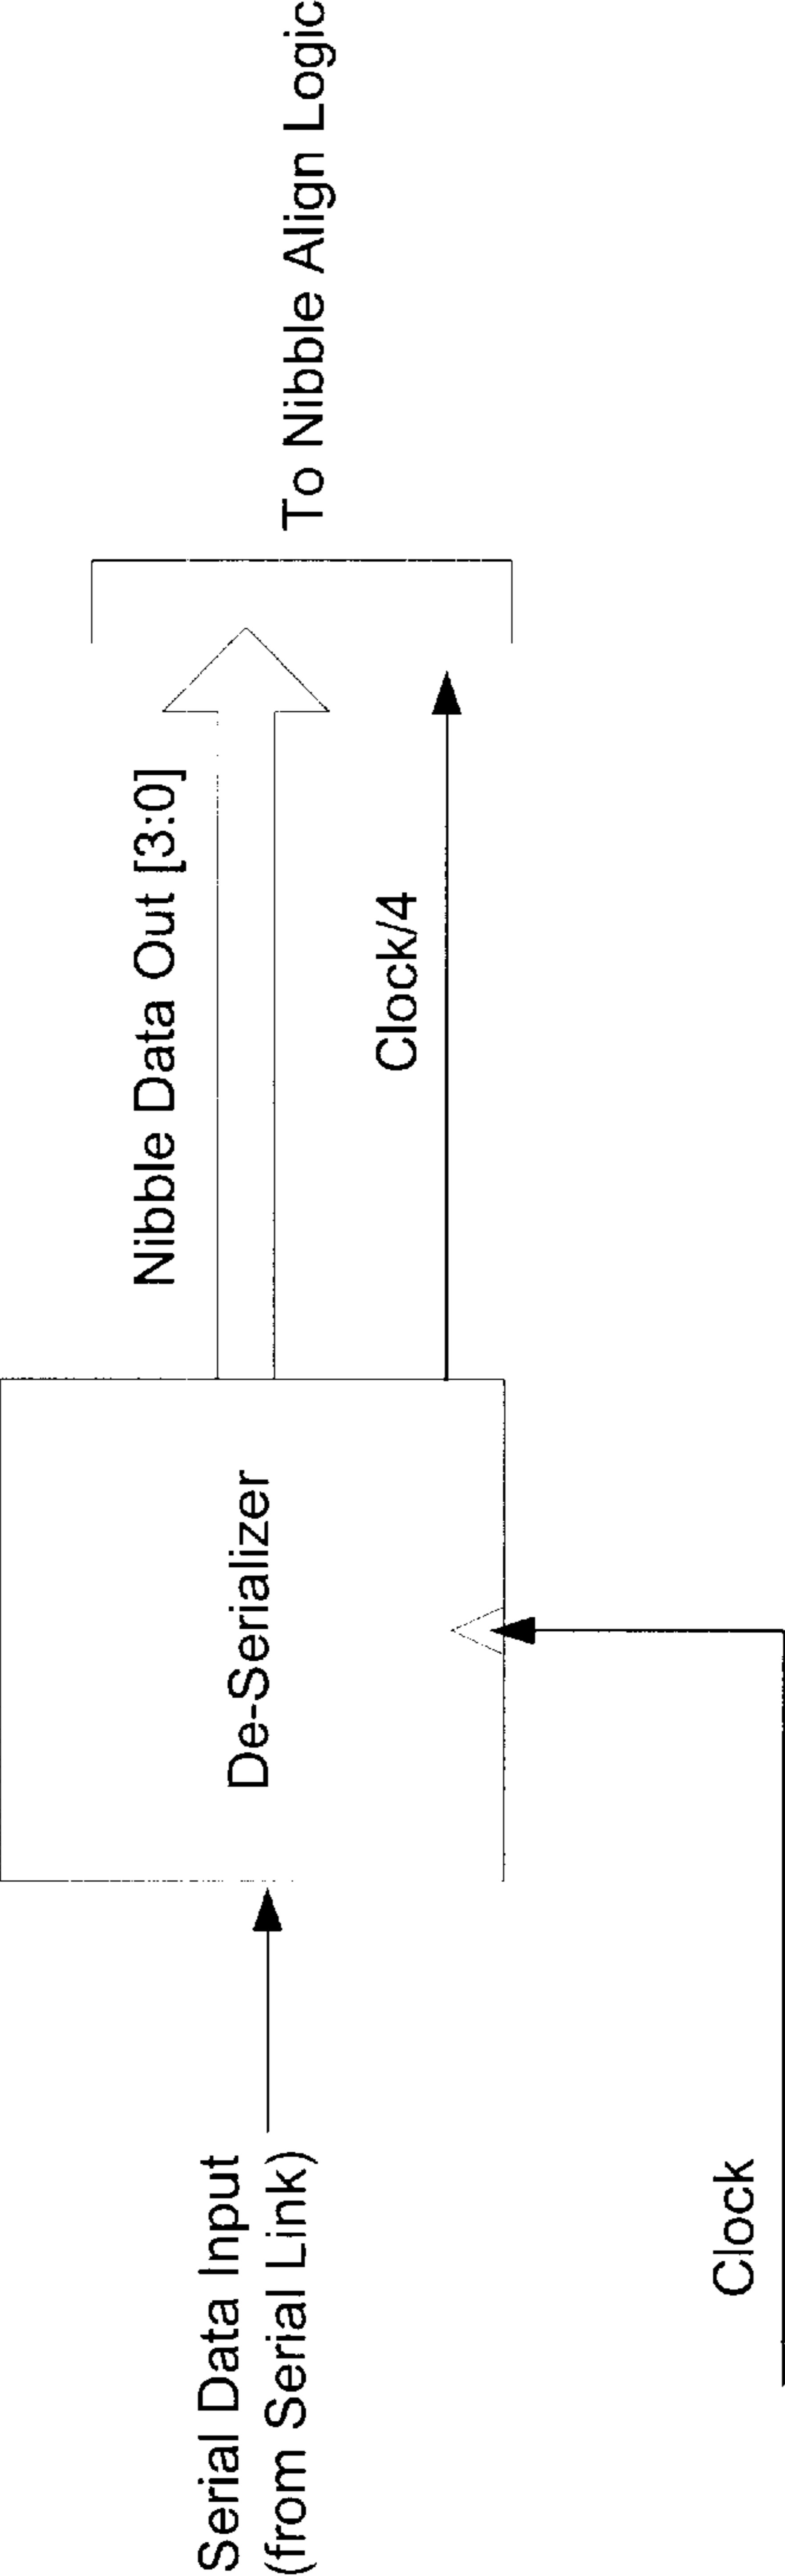 Serial Data Input
(from Serial Link)
De-Serializer
Nibble Data Out [3:0]
Clock/4
To Nibble Align Logic
Clock